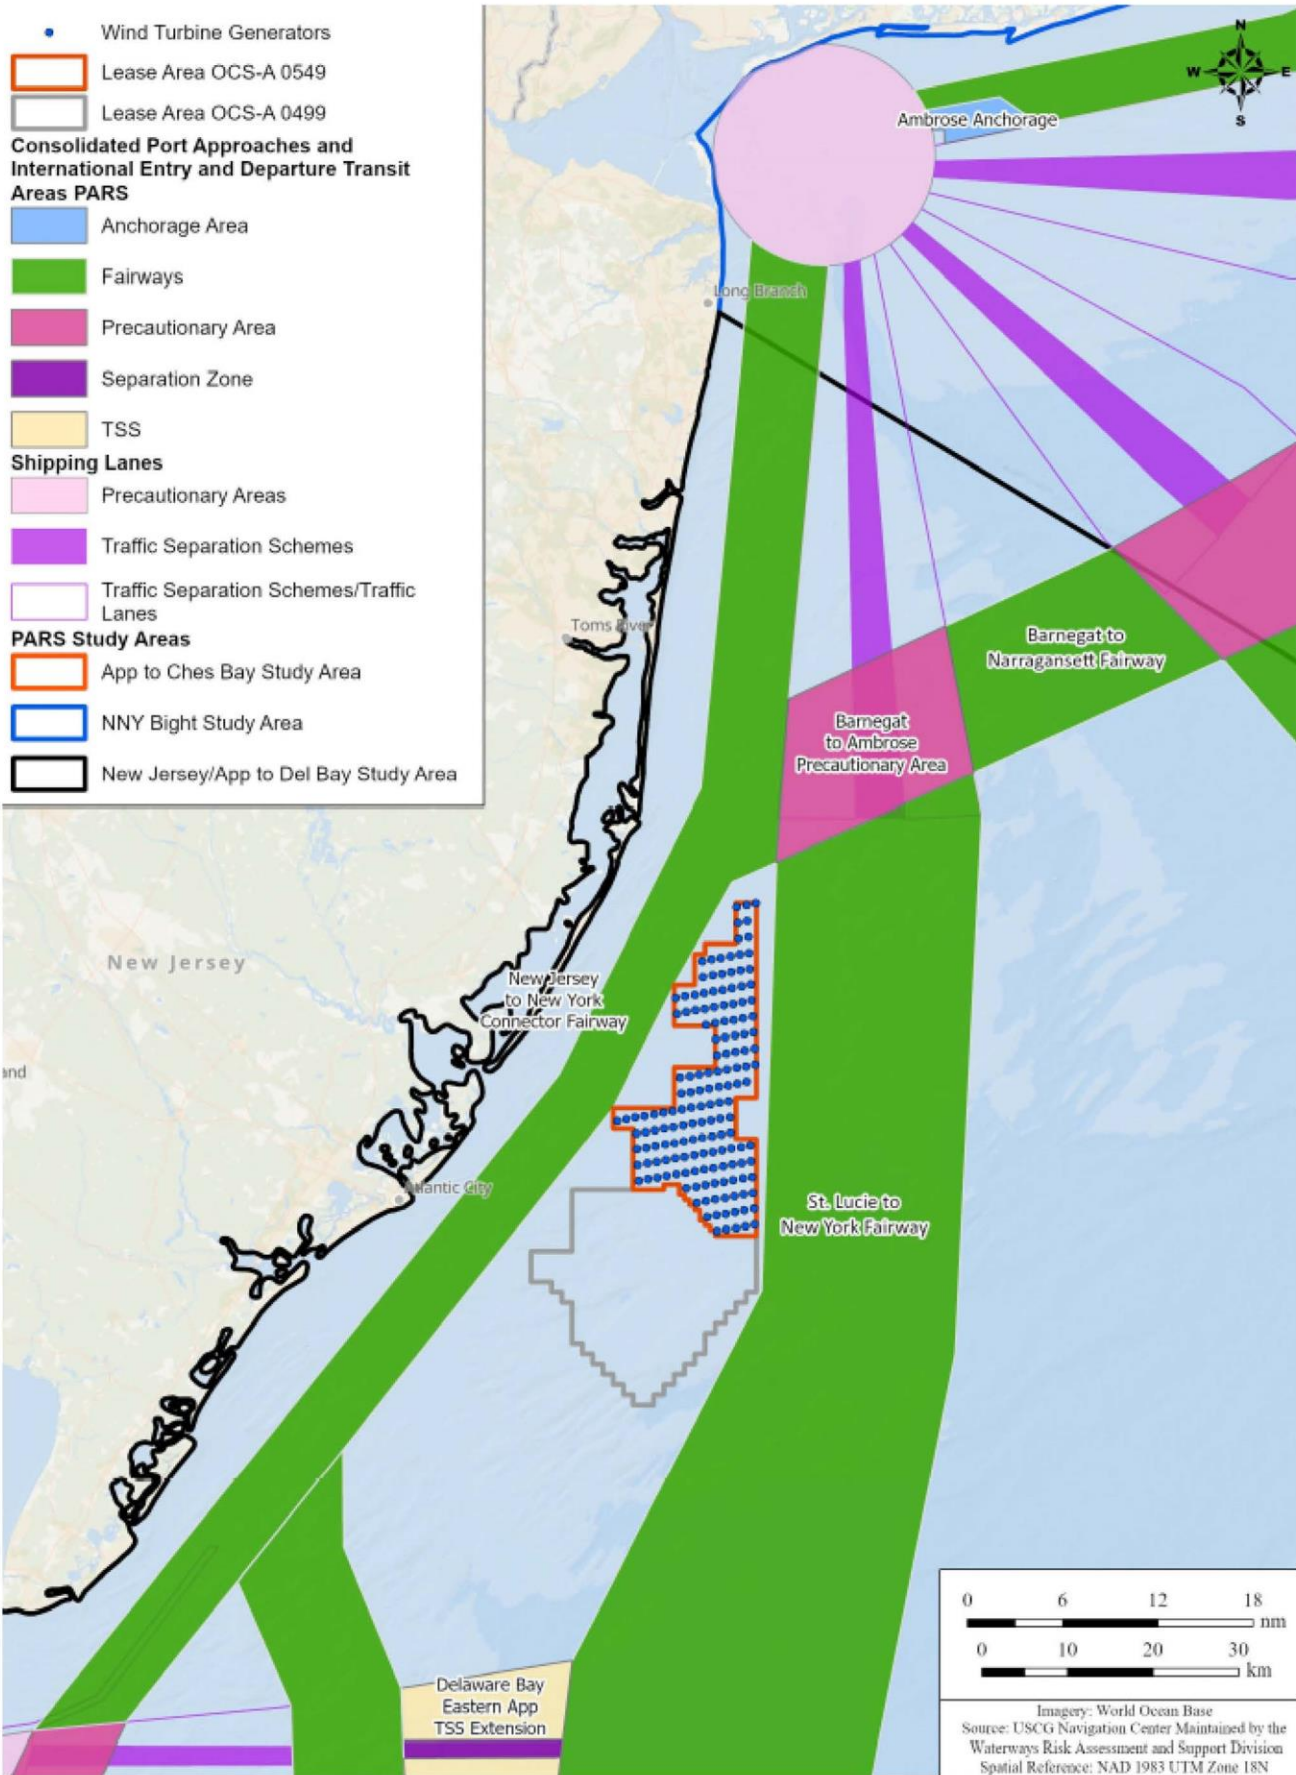 Wind Turbine Generators
Lease Area OCS-A 0549
Lease Area OCS-A 0499
Consolidated Port Approaches and
International Entry and Departure Transit
Areas PARS
Anchorage Area
Fairways
Precautionary Area
Separation Zone
TSS
Shipping Lanes
Precautionary Areas
Traffic Separation Schemes
Traffic Separation Schemes/Traffic
Lanes
PARS Study Areas
App to Ches Bay Study Area
NNY Bight Study Area
New Jersey/App to Del Bay Study Area
N
W E
S
Ambrose Anchorage
Long Branch
Toms River
Barnegat to
Narragansett Fairway
Barnegat
to Ambrose
Precautionary Area
New Jersey
New Jersey
to New York
Connector Fairway
and
Atlantic City
St. Lucie to
New York Fairway
Delaware Bay
Eastern App
TSS Extension
0 6 12 18
nm
0 10 20 30
km
Imagery: World Ocean Base
Source: USCG Navigation Center Maintained by the
Waterways Risk Assessment and Support Division
Spatial Reference: NAD 1983 UTM Zone 18N